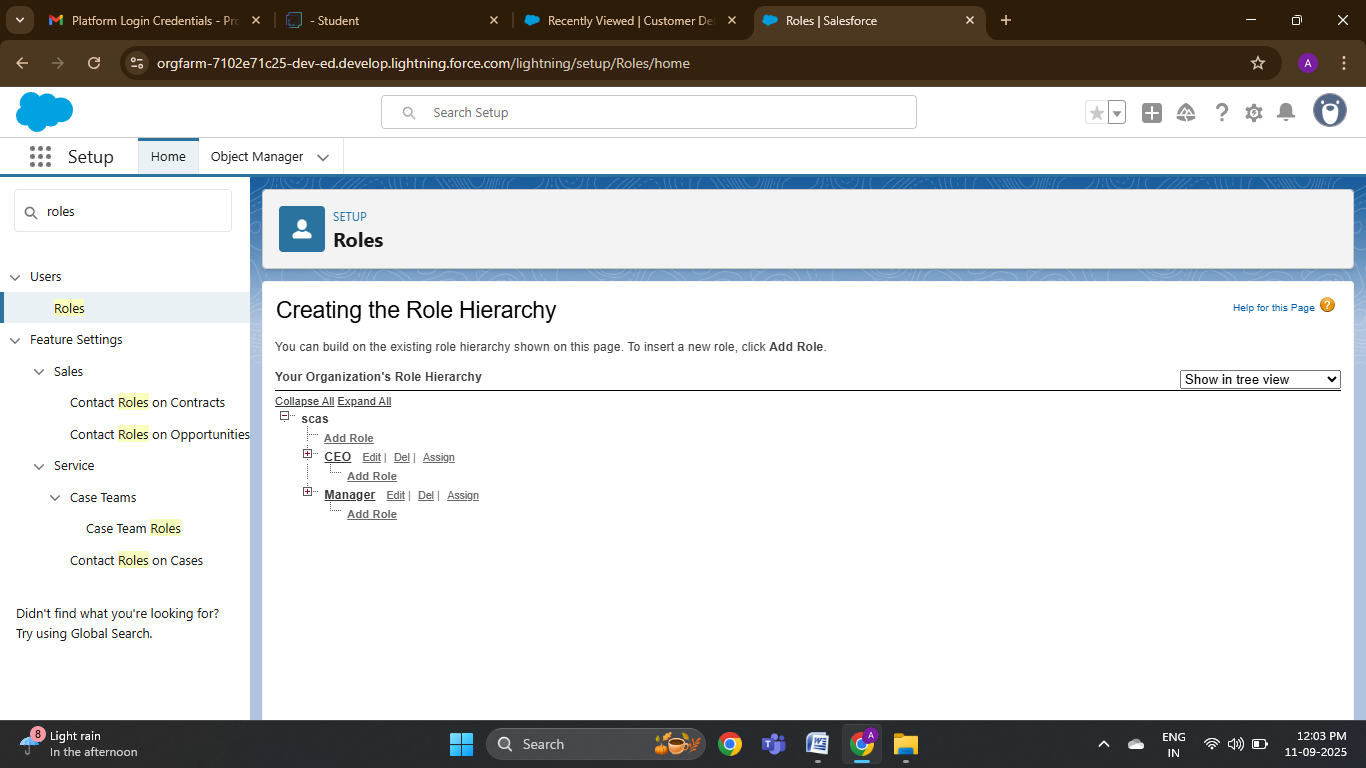 Platform Login Credentials - Pro
- Student
Recently Viewed | Customer De
Roles | Salesforce
orgfarm-7102e71c25-dev-ed.develop.lightning.force.com/lightning/setup/Roles/home
A
Search Setup
Setup
Home
Object Manager
roles
Users
Roles
Feature Settings
Sales
Contact Roles on Contracts
Contact Roles on Opportunities
Service
Case Teams
Case Team Roles
Contact Roles on Cases
Didn't find what you're looking for?
Try using Global Search.
SETUP
Roles
Creating the Role Hierarchy
Help for this Page ?
You can build on the existing role hierarchy shown on this page. To insert a new role, click Add Role.
Your Organization's Role Hierarchy
Show in tree view
Collapse All Expand All
scas
Add Role
CEO Edit | Del | Assign
Add Role
Manager Edit | Del | Assign
Add Role
8
Light rain
In the afternoon
Search
A
ENG
IN
12:03 PM
11-09-2025